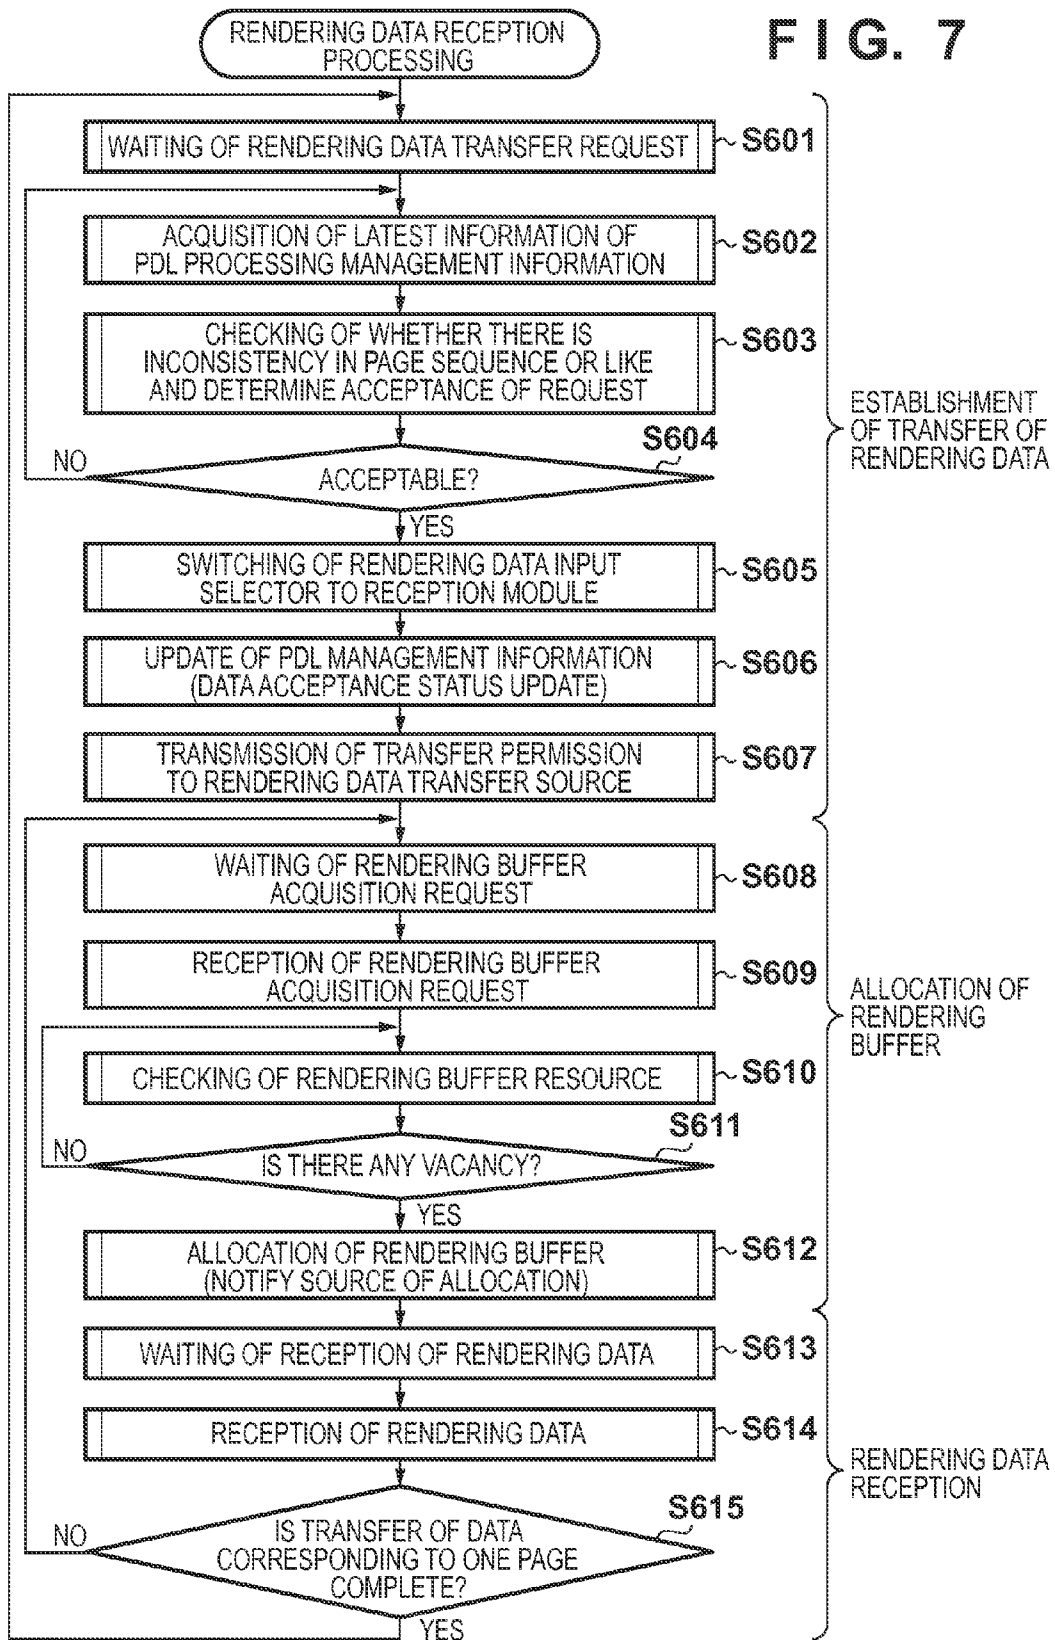 FIG. 7
RENDERING DATA RECEPTION
PROCESSING
WAITING OF RENDERING DATA TRANSFER REQUEST
S601
ACQUISITION OF LATEST INFORMATION OF
PDL PROCESSING MANAGEMENT INFORMATION
S602
CHECKING OF WHETHER THERE IS
INCONSISTENCY IN PAGE SEQUENCE OR LIKE
AND DETERMINE ACCEPTANCE OF REQUEST
S603
ESTABLISHMENT
OF TRANSFER OF
RENDERING DATA
S604
NO
ACCEPTABLE?
YES
SWITCHING OF RENDERING DATA INPUT
SELECTOR TO RECEPTION MODULE
S605
UPDATE OF PDL MANAGEMENT INFORMATION
(DATA ACCEPTANCE STATUS UPDATE)
S606
TRANSMISSION OF TRANSFER PERMISSION
TO RENDERING DATA TRANSFER SOURCE
S607
WAITING OF RENDERING BUFFER
ACQUISITION REQUEST
S608
RECEPTION OF RENDERING BUFFER
ACQUISITION REQUEST
S609
ALLOCATION OF
RENDERING
BUFFER
CHECKING OF RENDERING BUFFER RESOURCE
S610
S611
NO
IS THERE ANY VACANCY?
YES
ALLOCATION OF RENDERING BUFFER
(NOTIFY SOURCE OF ALLOCATION)
S612
WAITING OF RECEPTION OF RENDERING DATA
S613
RECEPTION OF RENDERING DATA
S614
RENDERING DATA
RECEPTION
S615
NO
IS TRANSFER OF DATA
CORRESPONDING TO ONE PAGE
COMPLETE?
YES